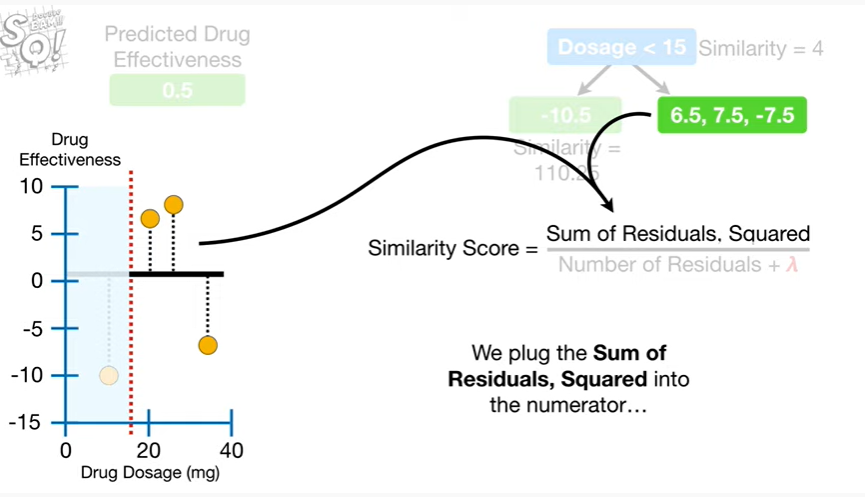 SQ!
Predicted Drug
Effectiveness
0.5
Dosage < 15 Similarity = 4
-10.5
6.5, 7.5, -7.5
Similarity =
110.25
Drug
Effectiveness
10
5
0
-5
-10
-15
0 20 40
Drug Dosage (mg)
Similarity Score = Sum of Residuals, Squared
Number of Residuals + λ
We plug the Sum of
Residuals, Squared into
the numerator…